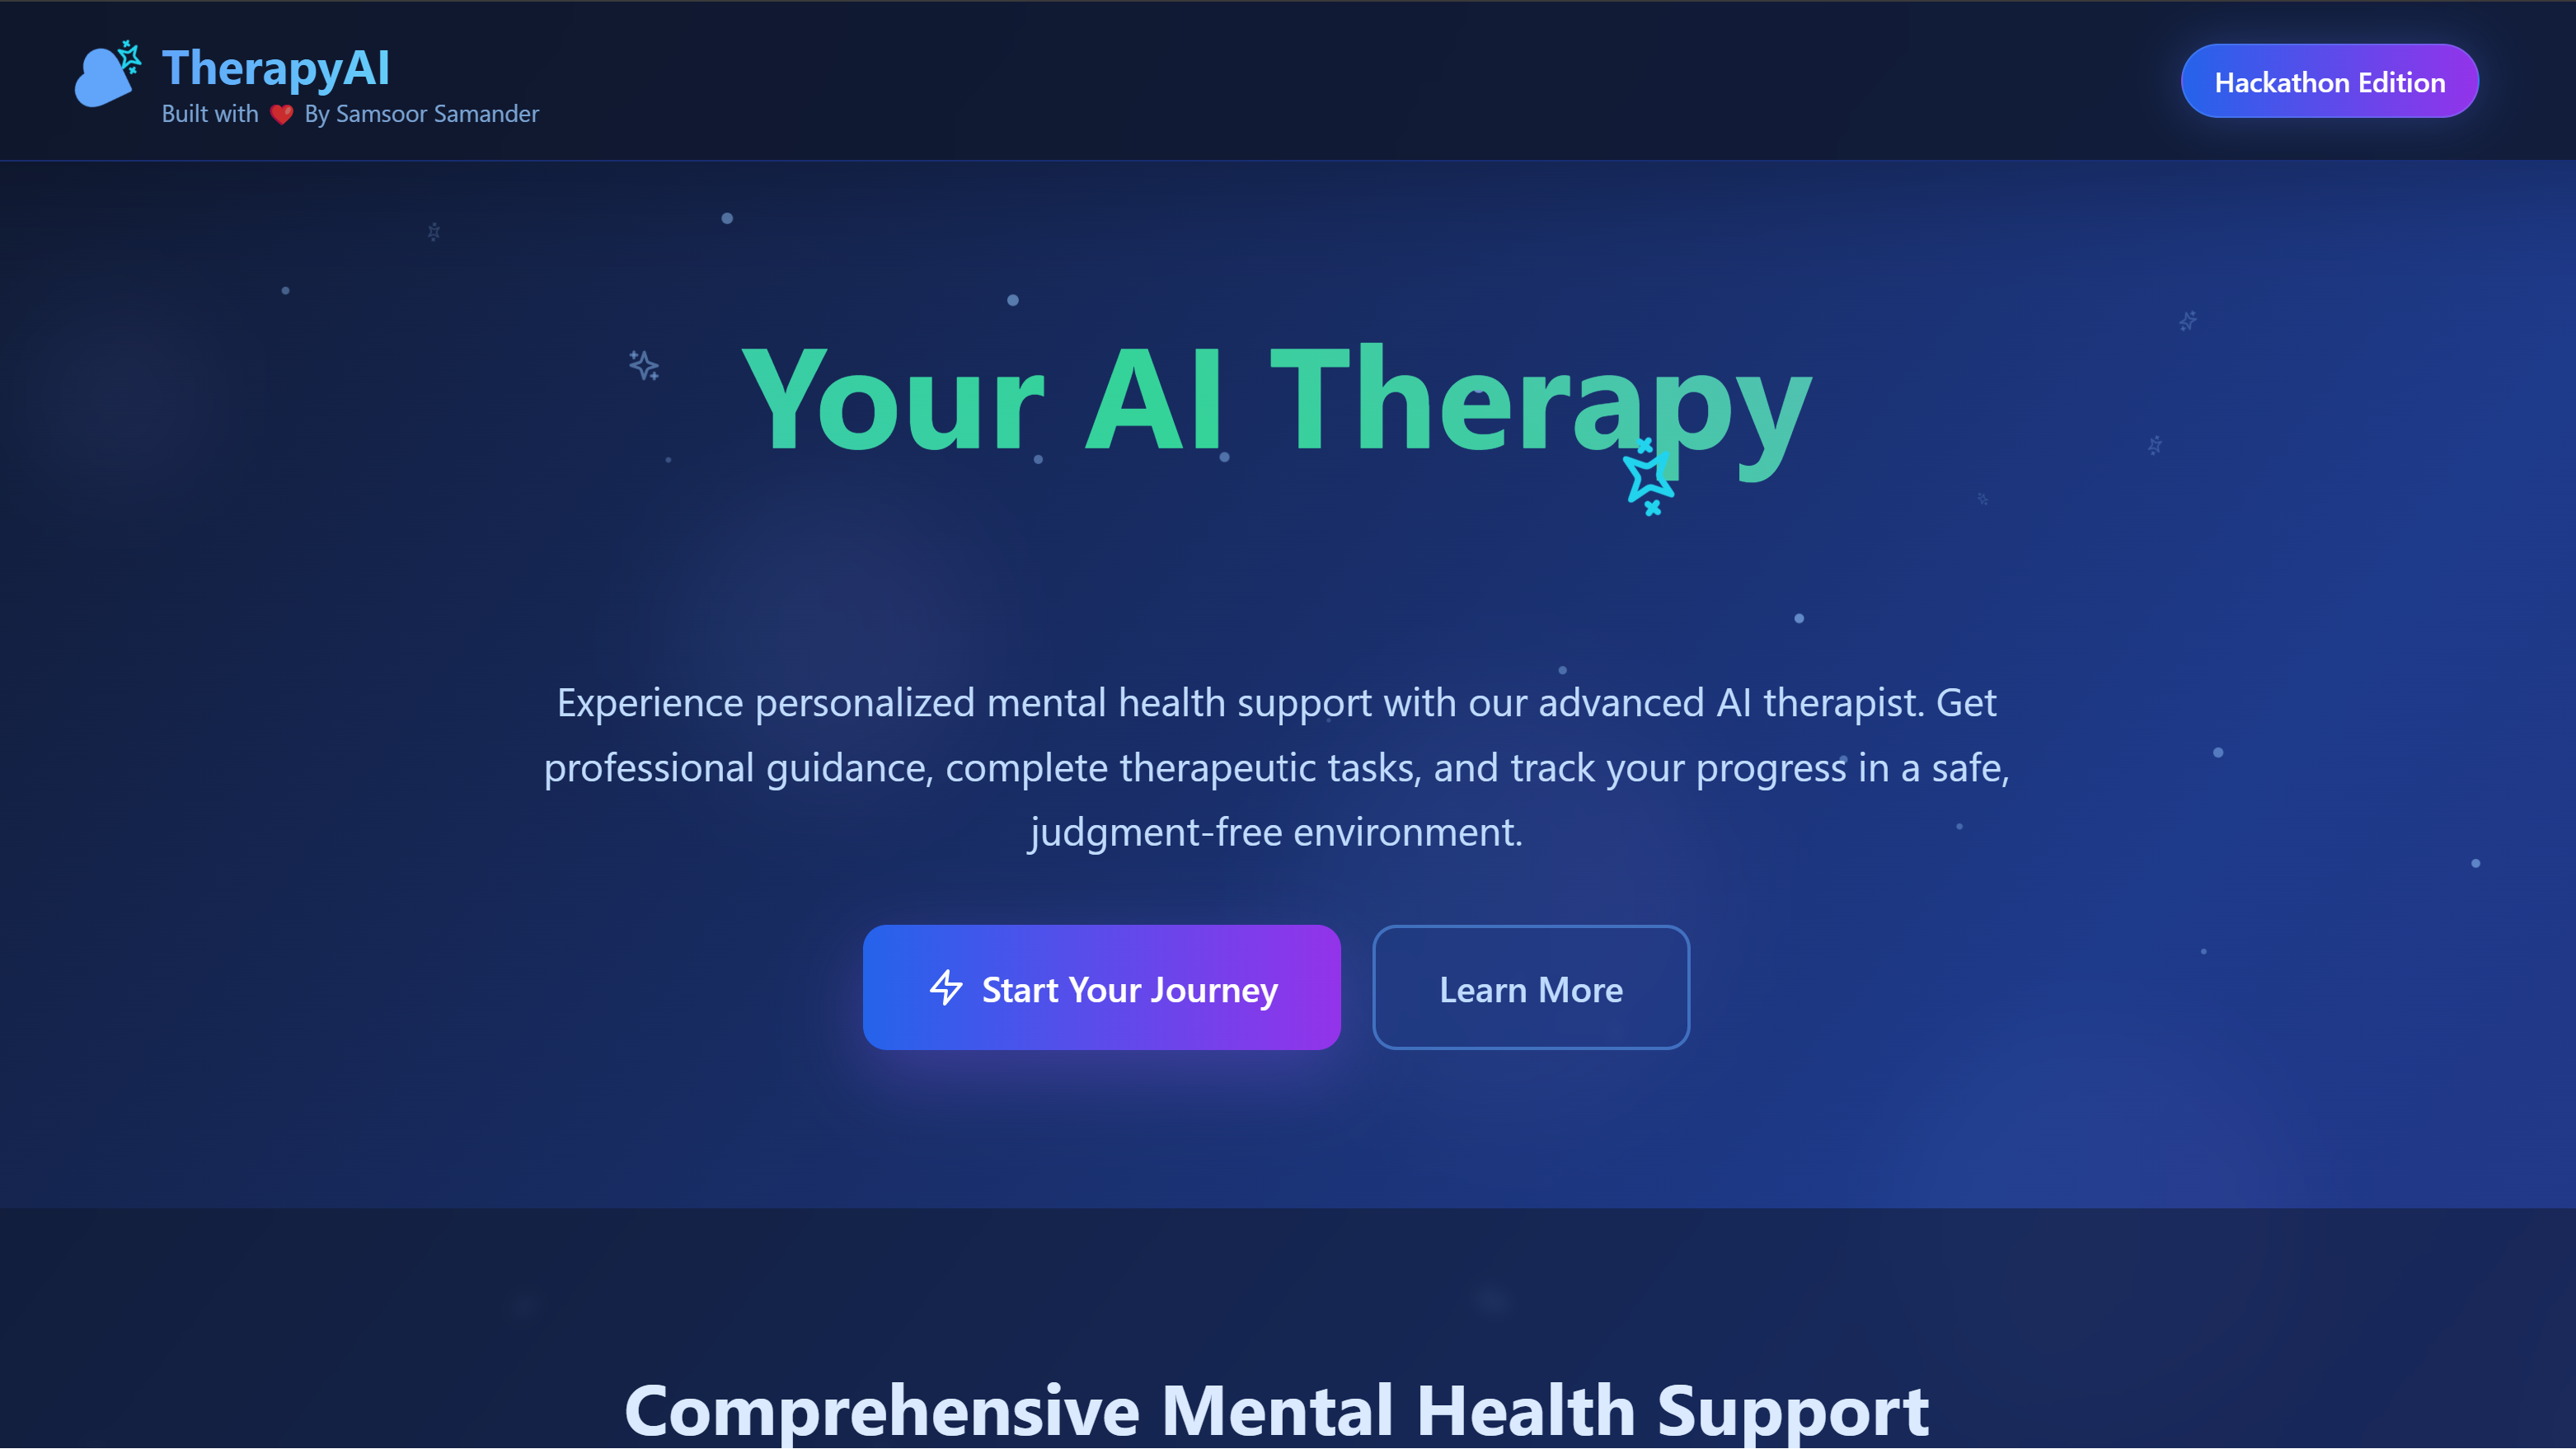 TherapyAI
Built with ❤️ By Samsoor Samander
Hackathon Edition
Your AI Therapy
Experience personalized mental health support with our advanced AI therapist. Get
professional guidance, complete therapeutic tasks, and track your progress in a safe,
judgment-free environment.
Start Your Journey
Learn More
Comprehensive Mental Health Support